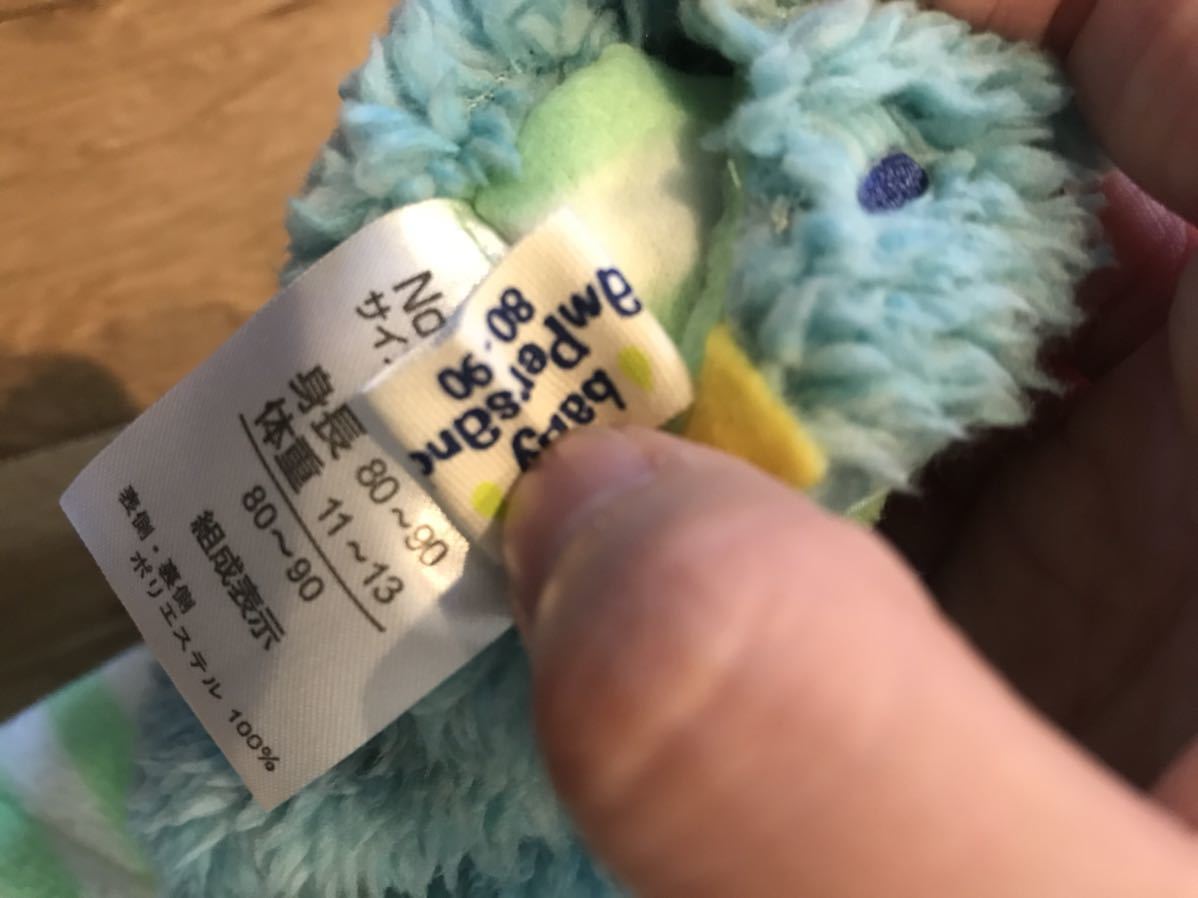 No
サイ
身長 80~90
体重 11~13
80~90
組成表示
表側・裏側
ポリエステル 100%
baby
ampersand
80・90